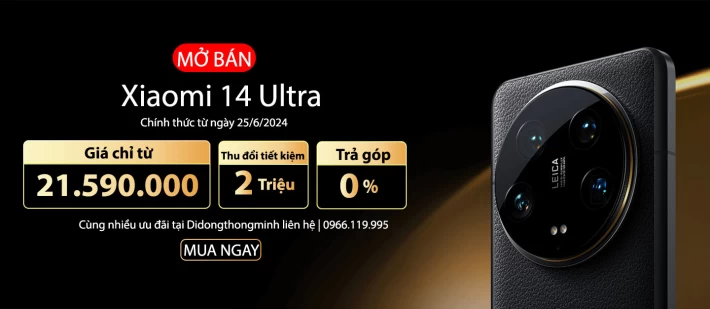 MỞ BÁN
Xiaomi 14 Ultra
Chính thức từ ngày 25/6/2024
Giá chỉ từ
21.590.000
Thu đổi tiết kiệm
2 Triệu
Trả góp
0 %
Cùng nhiều ưu đãi tại Didongthongminh liên hệ | 0966.119.995
MUA NGAY
LEICA